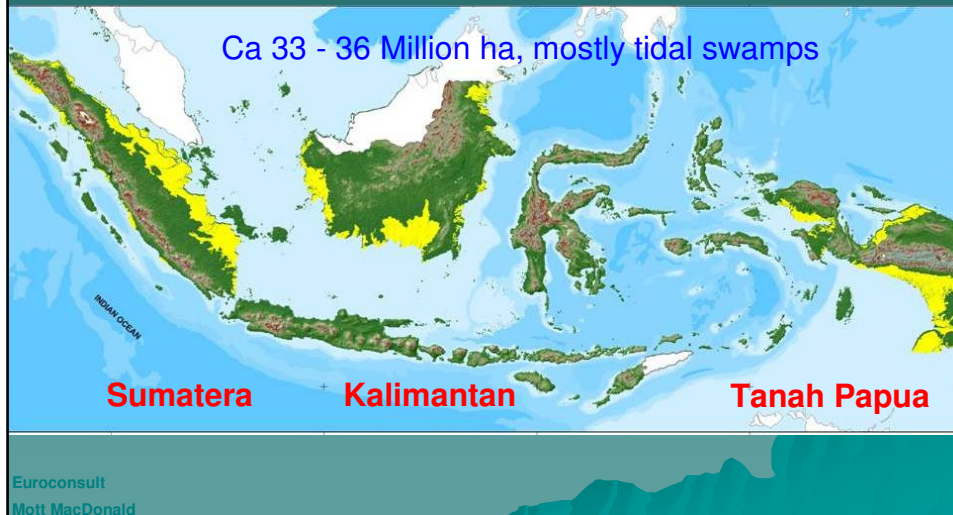 Ca 33 - 36 Million ha, mostly tidal swamps
INDIAN OCEAN
Sumatera Kalimantan Tanah Papua
Euroconsult
Mott MacDonald